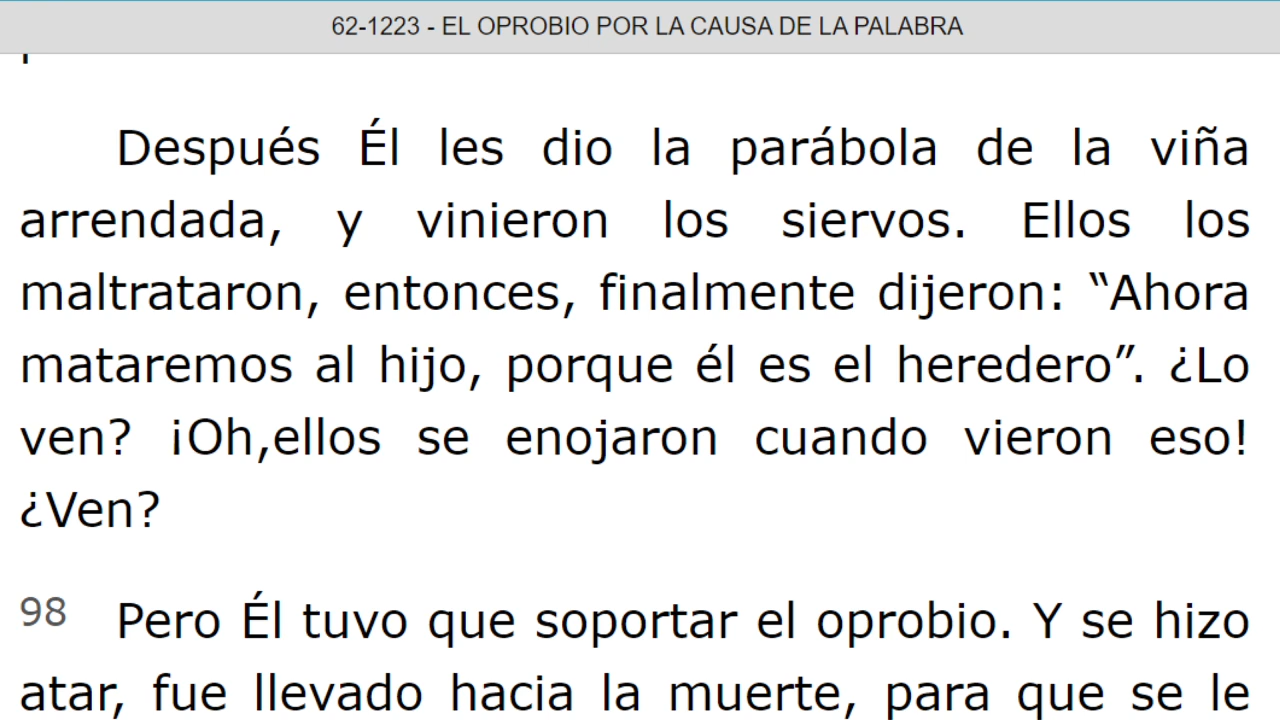 62-1223 - EL OPROBIO POR LA CAUSA DE LA PALABRA
Después Él les dio la parábola de la viña
arrendada, y vinieron los siervos. Ellos los
maltrataron, entonces, finalmente dijeron: “Ahora
mataremos al hijo, porque él es el heredero”. ¿Lo
ven? ¡Oh,ellos se enojaron cuando vieron eso!
¿Ven?
98 Pero Él tuvo que soportar el oprobio. Y se hizo
atar, fue llevado hacia la muerte, para que se le